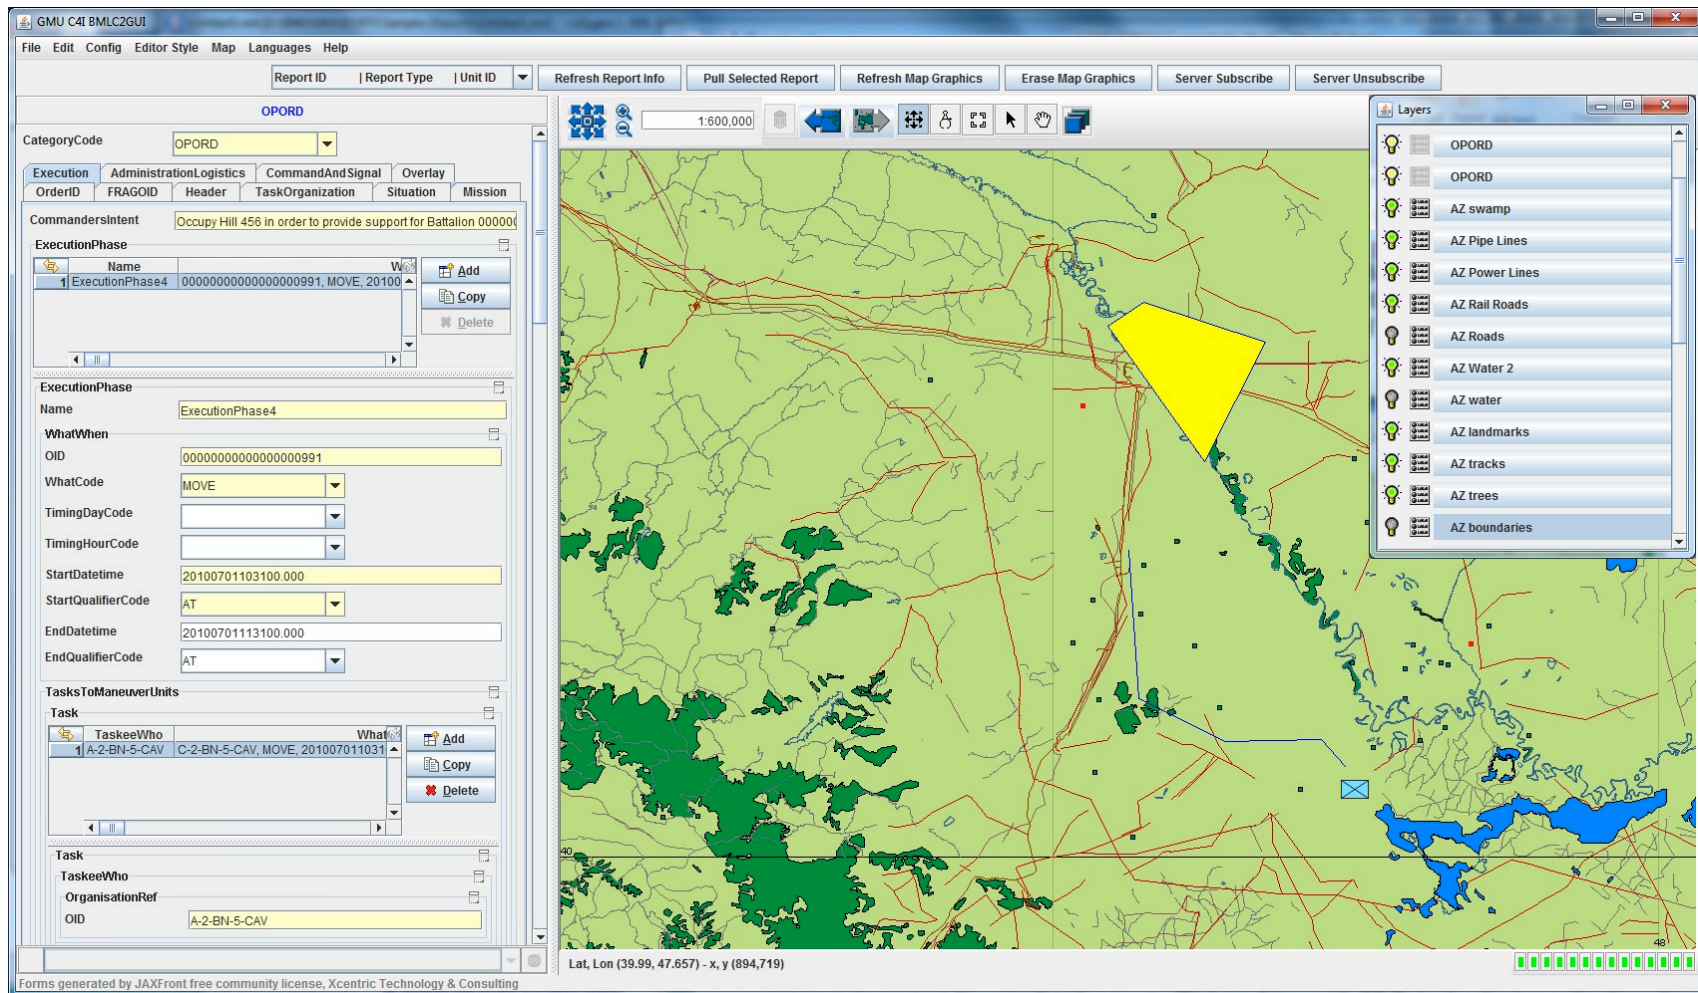 GMU C4I BMLC2GUI
File Edit Config Editor Style Map Languages Help
Report ID | Report Type | Unit ID
Refresh Report Info
Pull Selected Report
Refresh Map Graphics
Erase Map Graphics
Server Subscribe
Server Unsubscribe
OPORD
CategoryCode OPORD
Execution AdministrationLogistics CommandAndSignal Overlay
OrderID FRAGOID Header TaskOrganization Situation Mission
CommandersIntent Occupy Hill 456 in order to provide support for Battalion 000000
ExecutionPhase
Name W
1 ExecutionPhase4 00000000000000000991, MOVE, 20100
Add
Copy
Delete
ExecutionPhase
Name ExecutionPhase4
WhatWhen
OID 00000000000000000991
WhatCode MOVE
TimingDayCode
TimingHourCode
StartDatetime 20100701103100.000
StartQualifierCode AT
EndDatetime 20100701113100.000
EndQualifierCode AT
TasksToManeuverUnits
Task
TaskeeWho What
1 A-2-BN-5-CAV C-2-BN-5-CAV, MOVE, 201007011031
Add
Copy
Delete
Task
TaskeeWho
OrganisationRef
OID A-2-BN-5-CAV
Forms generated by JAXFront free community license, Xcentric Technology & Consulting
1:600,000
40
48
Lat, Lon (39.99, 47.657) - x, y (894,719)
Layers
OPORD
OPORD
AZ swamp
AZ Pipe Lines
AZ Power Lines
AZ Rail Roads
AZ Roads
AZ Water 2
AZ water
AZ landmarks
AZ tracks
AZ trees
AZ boundaries